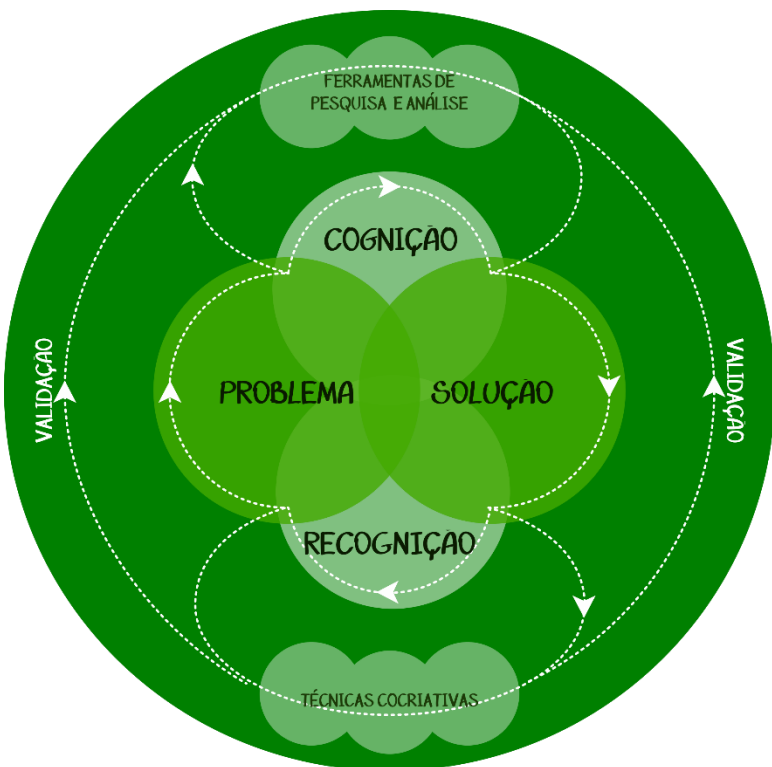 FERRAMENTAS DE
PESQUISA E ANÁLISE
COGNIÇÃO
VALIDAÇÃO
PROBLEMA
SOLUÇÃO
VALIDAÇÃO
RECOGNIÇÃO
TÉCNICAS COCRIATIVAS